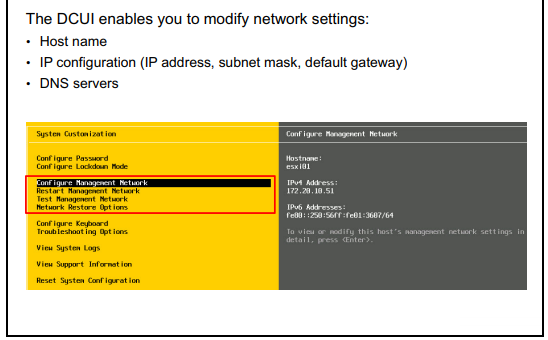 The DCUI enables you to modify network settings:
• Host name
• IP configuration (IP address, subnet mask, default gateway)
• DNS servers
System Customization
Configure Password
Configure Lockdown Mode
Configure Management Network
Restart Management Network
Test Management Network
Network Restore Options
Configure Keyboard
Troubleshooting Options
View System Logs
View Support Information
Reset System Configuration
Configure Management Network
Hostname:
esxi01
IPv4 Address:
172.20.10.51
IPv6 Addresses:
fe80::250:56ff:fe01:3607/64
To view or modify this host's management network settings in
detail, press <Enter>.